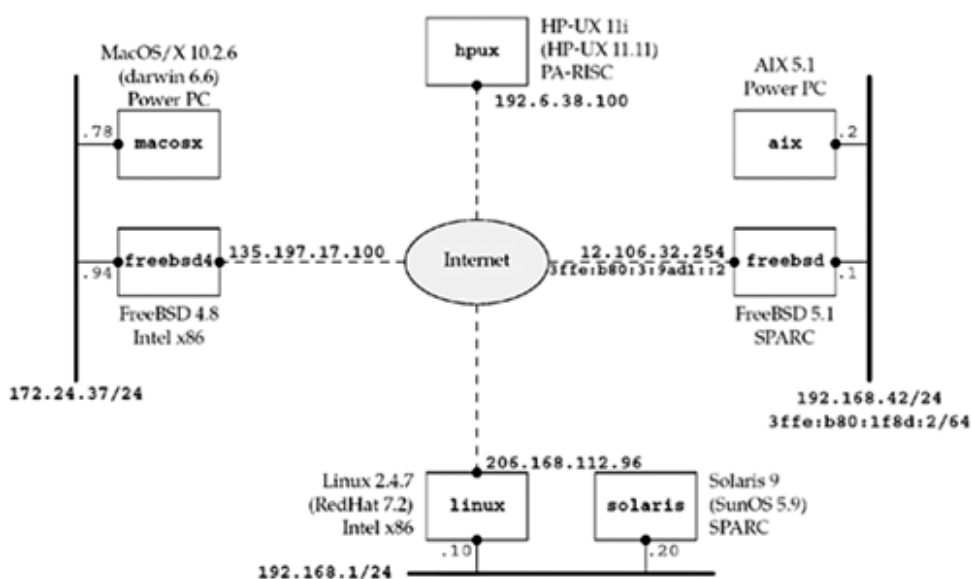 HP-UX 11i
(HP-UX 11.11)
PA-RISC
hpux
192.6.38.100
MacOS/X 10.2.6
(darwin 6.6)
Power PC
.78
macosx
AIX 5.1
Power PC
aix
.2
135.197.17.100
freebsd4
.94
FreeBSD 4.8
Intel x86
172.24.37/24
Internet
12.106.32.254
3ffe:b80:3:9ad1::2
freebsd
.1
FreeBSD 5.1
SPARC
192.168.42/24
3ffe:b80:1f8d:2/64
206.168.112.96
Linux 2.4.7
(RedHat 7.2)
Intel x86
linux
.10
solaris
.20
Solaris 9
(SunOS 5.9)
SPARC
192.168.1/24